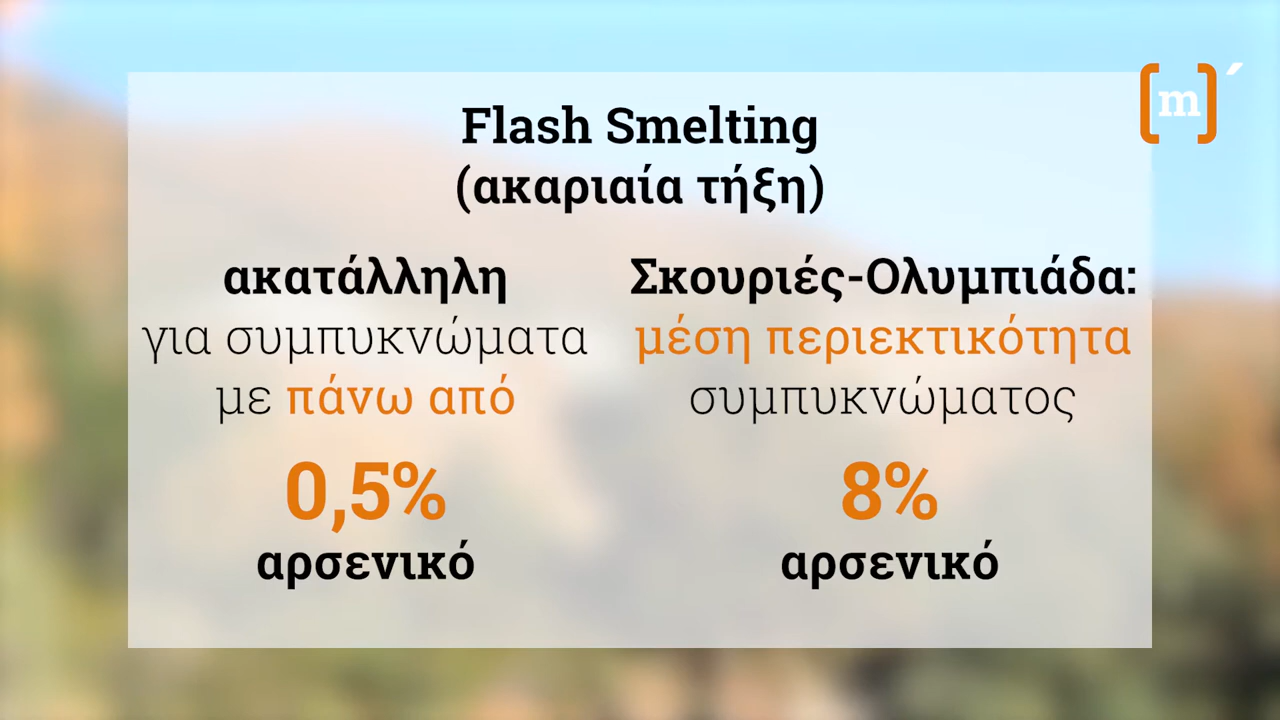 [m]´
Flash Smelting
(ακαριαία τήξη)
ακατάλληλη
για συμπυκνώματα
με πάνω από
0,5%
αρσενικό
Σκουριές-Ολυμπιάδα:
μέση περιεκτικότητα
συμπυκνώματος
8%
αρσενικό